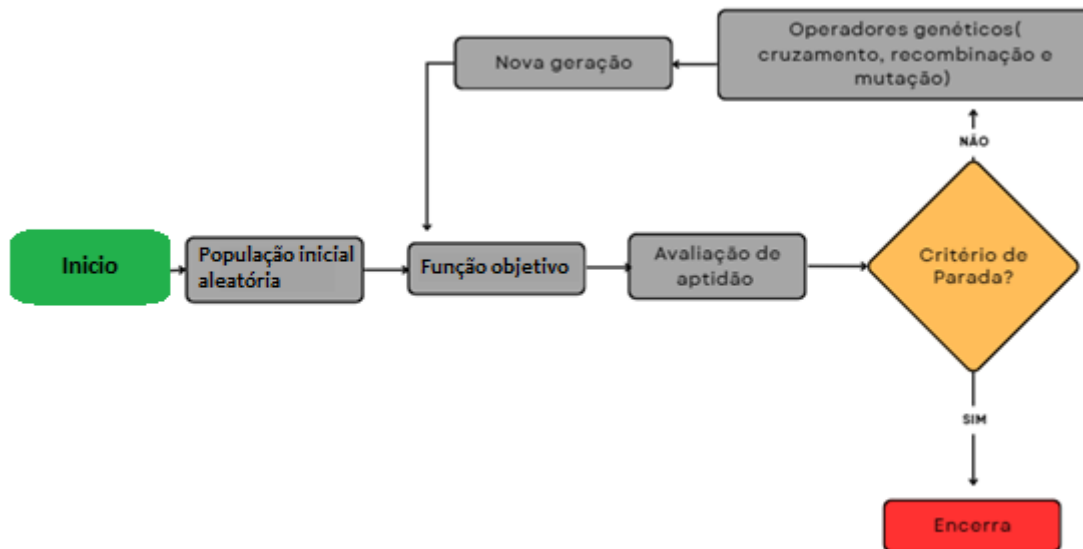 Operadores genéticos(
cruzamento, recombinação e
mutação)
Nova geração
NÃO
Inicio
População inicial
aleatória
Função objetivo
Avaliação de
aptidão
Critério de
Parada?
SIM
Encerra